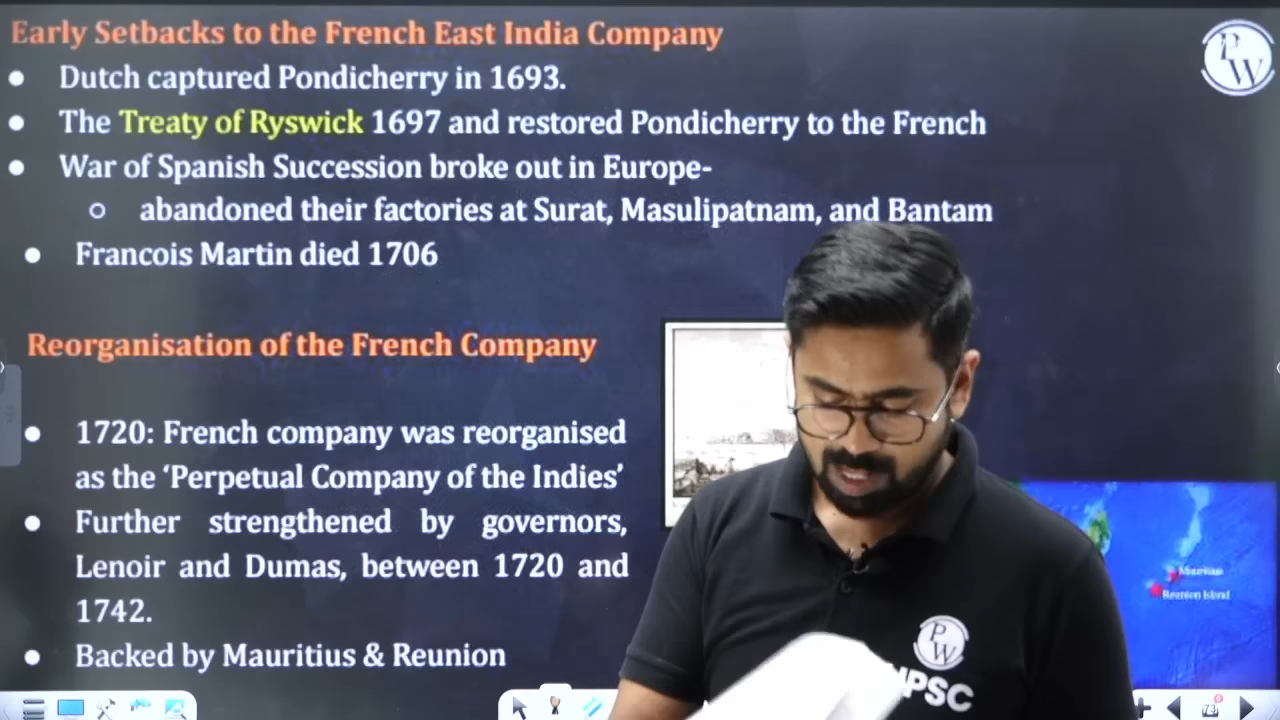 Early Setbacks to the French East India Company
PW
● Dutch captured Pondicherry in 1693.
● The Treaty of Ryswick 1697 and restored Pondicherry to the French
● War of Spanish Succession broke out in Europe-
○ abandoned their factories at Surat, Masulipatnam, and Bantam
● Francois Martin died 1706
Reorganisation of the French Company
● 1720: French company was reorganised
as the ‘Perpetual Company of the Indies’
● Further strengthened by governors,
Lenoir and Dumas, between 1720 and
1742.
● Backed by Mauritius & Reunion
Mauritius
Reunion Island
PW
PSC